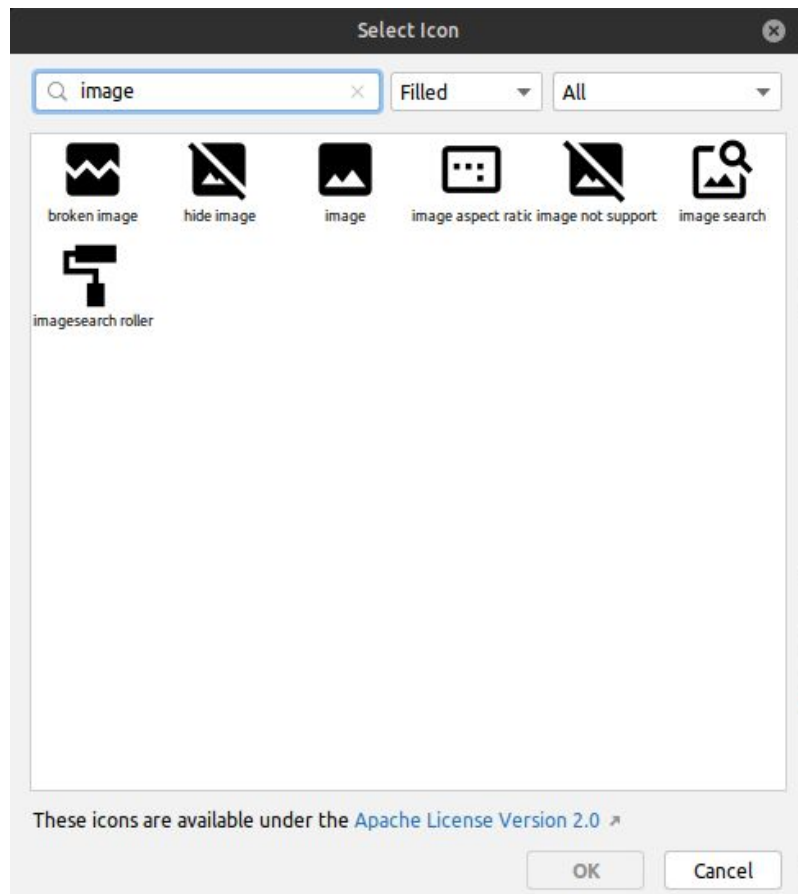 Select Icon
image
Filled
All
broken image
hide image
image
image aspect ratic
image not support
image search
imagesearch roller
These icons are available under the Apache License Version 2.0
OK
Cancel